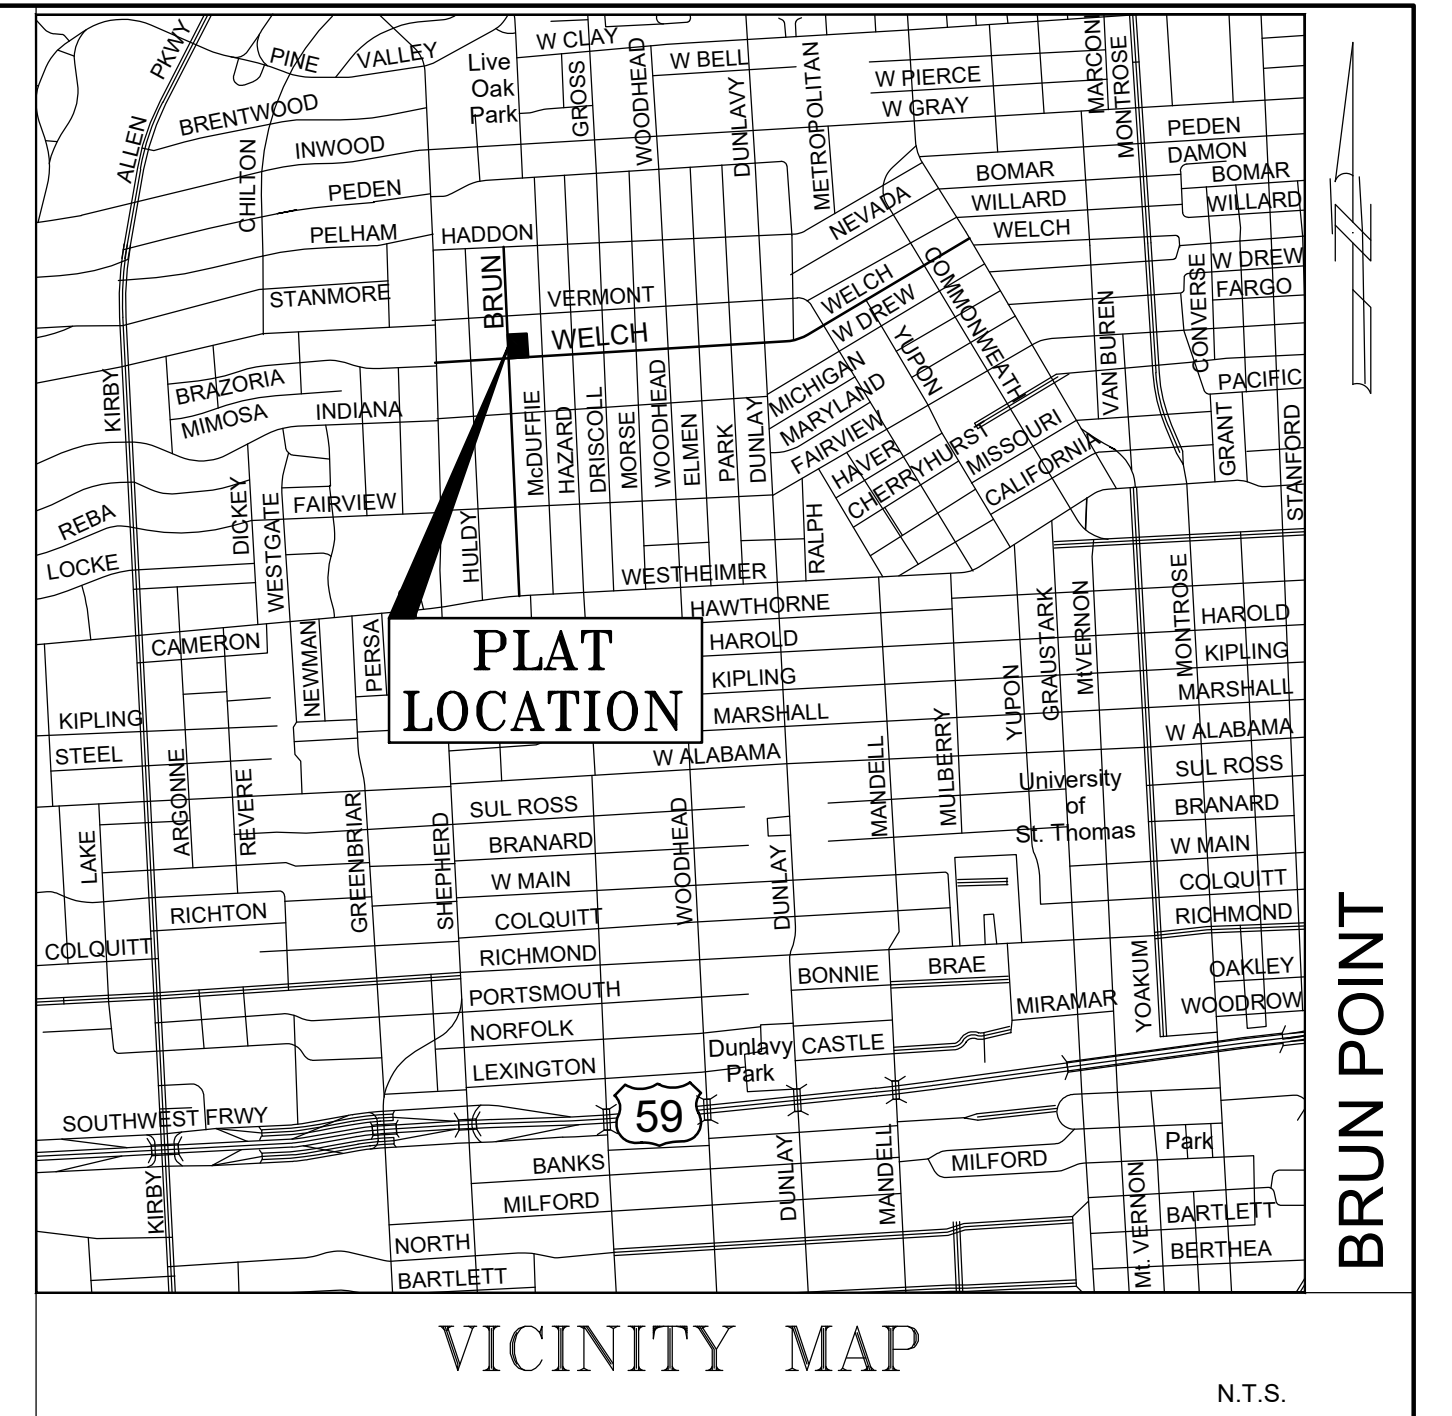 W CLAY
PKWY
PINE
VALLEY
Live
Oak
Park
GROSS
WOODHEAD
W BELL
DUNLAVY
METROPOLITAN
W PIERCE
W GRAY
MARCONI
MONTROSE
BRENTWOOD
ALLEN
INWOOD
CHILTON
PEDEN
PELHAM
HADDON
PEDEN
DAMON
BOMAR
BOMAR
WILLARD
WILLARD
WELCH
NEVADA
STANMORE
BRUN
VERMONT
WELCH
WELCH
W DREW
COMMONWEATH
YUPON
VAN BUREN
CONVERSE
W DREW
FARGO
KIRBY
BRAZORIA
MIMOSA
INDIANA
McDUFFIE
HAZARD
DRISCOLL
MORSE
WOODHEAD
ELMEN
PARK
DUNLAY
MICHIGAN
MARYLAND
FAIRVIEW
HAVER
CHERRYHURST
MISSOURI
CALIFORNIA
PACIFIC
GRANT
STANFORD
REBA
LOCKE
DICKEY
WESTGATE
FAIRVIEW
HULDY
RALPH
WESTHEIMER
HAWTHORNE
HAROLD
KIPLING
MARSHALL
W ALABAMA
CAMERON
NEWMAN
PERSA
PLAT
LOCATION
YUPON
GRAUSTARK
MtVERNON
MONTROSE
HAROLD
KIPLING
MARSHALL
W ALABAMA
KIPLING
STEEL
ARGONNE
REVERE
LAKE
GREENBRIAR
SHEPHERD
SUL ROSS
BRANARD
W MAIN
COLQUITT
RICHMOND
WOODHEAD
DUNLAY
MANDELL
MULBERRY
University
of
St. Thomas
SUL ROSS
BRANARD
W MAIN
COLQUITT
RICHMOND
RICHTON
COLQUITT
PORTSMOUTH
NORFOLK
LEXINGTON
BONNIE
BRAE
MIRAMAR
YOAKUM
OAKLEY
WOODROW
Dunlavy
Park
CASTLE
SOUTHWEST FRWY
59
KIRBY
BANKS
MILFORD
DUNLAY
MANDELL
MILFORD
Park
Mt. VERNON
BARTLETT
BERTHEA
NORTH
BARTLETT
BRUN POINT
VICINITY MAP
N.T.S.